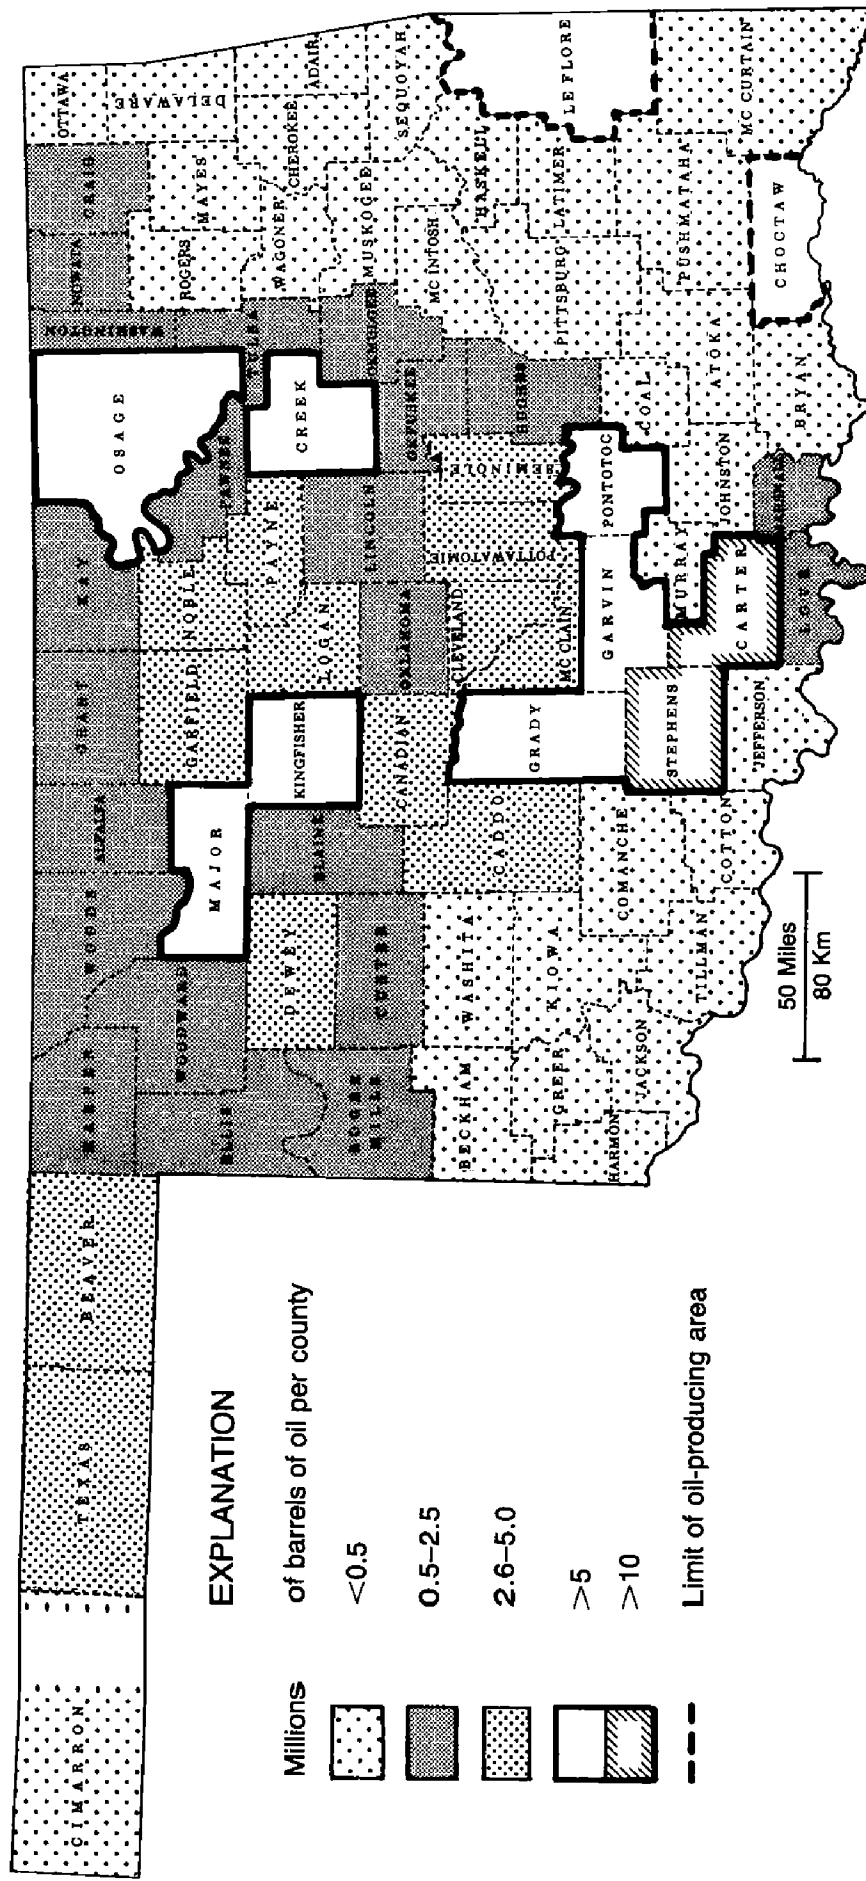 CIMARRON
TEXAS
BEAVER
HARPER
WOODS
ALFALFA
GRANT
KAY
OSAGE
WASHINGTON
NOWATA
CRAIG
OTTAWA
ELLIS
WOODWARD
MAJOR
GARFIELD
NOBLE
PAWNEE
TULSA
ROGERS
MAYES
DELAWARE
ROGER
MILLS
DEWEY
BLAINE
KINGFISHER
LOGAN
PAYNE
CREEK
WAGONER
CHEROKEE
ADAIR
CUSTER
CANADIAN
OKLAHOMA
LINCOLN
OKFUSKEE
OKMULGEE
MUSKOGEE
SEQUOYAH
BECKHAM
WASHITA
CADDO
GRADY
CLEVELAND
MC CLAIN
POTTAWATOMIE
SEMINOLE
HUGHES
MCINTOSH
HASKELL
LE FLORE
HARMON
GREER
KIOWA
COMANCHE
STEPHENS
GARVIN
PONTOTOC
PITTSBURG
LATIMER
JACKSON
TILLMAN
COTTON
JEFFERSON
CARTER
MURRAY
JOHNSTON
COAL
ATOKA
PUSHMATAHA
MC CURTAIN
LOVE
MARSHALL
BRYAN
CHOCTAW
EXPLANATION
Millions of barrels of oil per county
<0.5
0.5–2.5
2.6–5.0
>5
>10
Limit of oil-producing area
50 Miles
80 Km